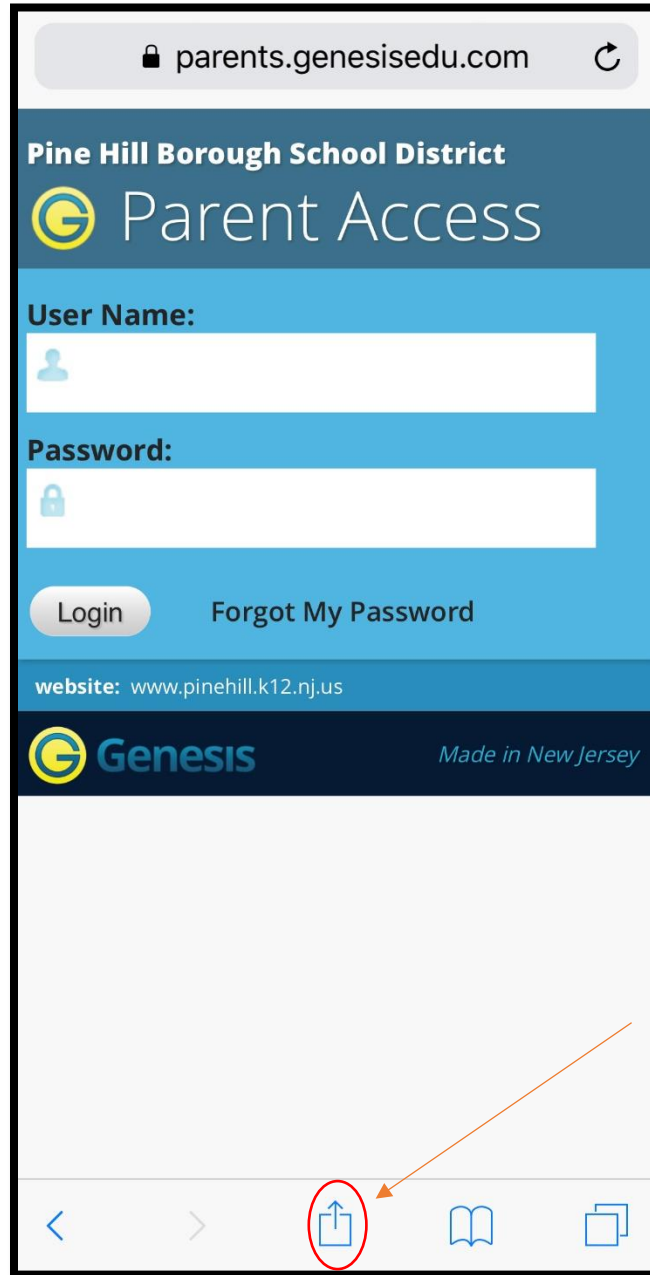 parents.genesisedu.com
Pine Hill Borough School District
G Parent Access
User Name:
Password:
Login Forgot My Password
website: www.pinehill.k12.nj.us
G Genesis Made in New Jersey